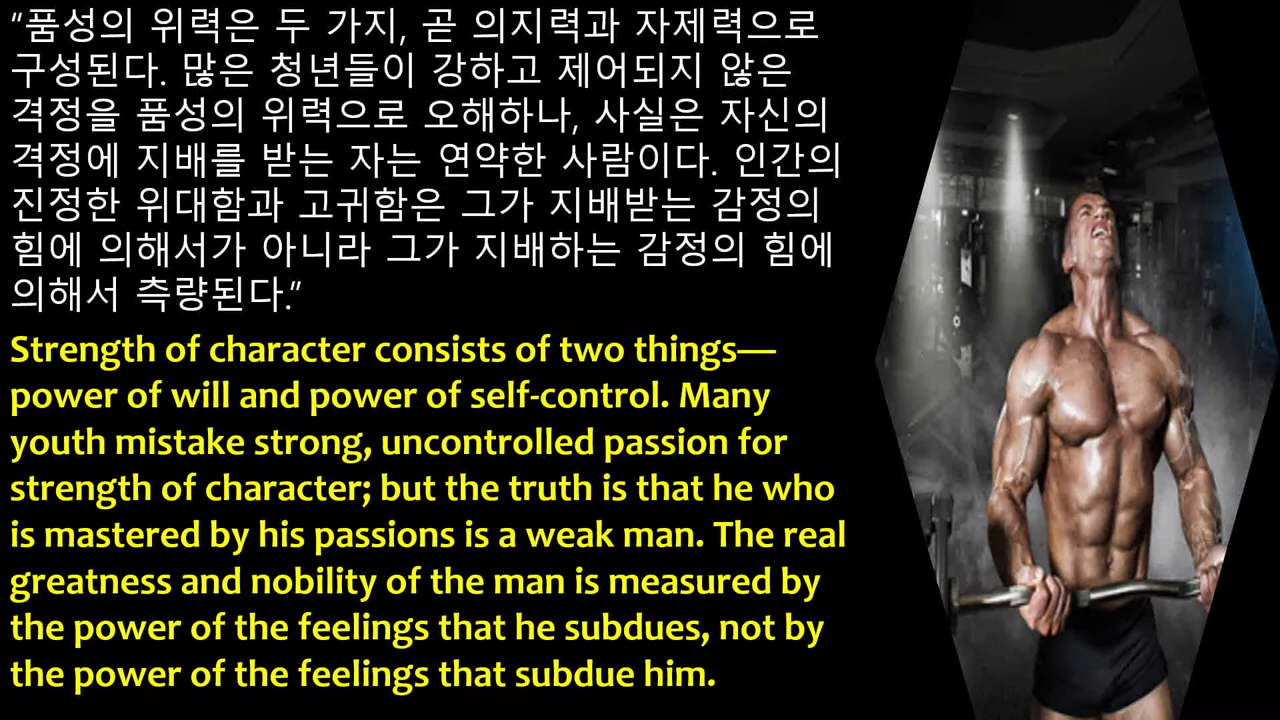 “품성의 위력은 두 가지, 곧 의지력과 자제력으로
구성된다. 많은 청년들이 강하고 제어되지 않은
격정을 품성의 위력으로 오해하나, 사실은 자신의
격정에 지배를 받는 자는 연약한 사람이다. 인간의
진정한 위대함과 고귀함은 그가 지배받는 감정의
힘에 의해서가 아니라 그가 지배하는 감정의 힘에
의해서 측량된다.”
Strength of character consists of two things—
power of will and power of self-control. Many
youth mistake strong, uncontrolled passion for
strength of character; but the truth is that he who
is mastered by his passions is a weak man. The real
greatness and nobility of the man is measured by
the power of the feelings that he subdues, not by
the power of the feelings that subdue him.